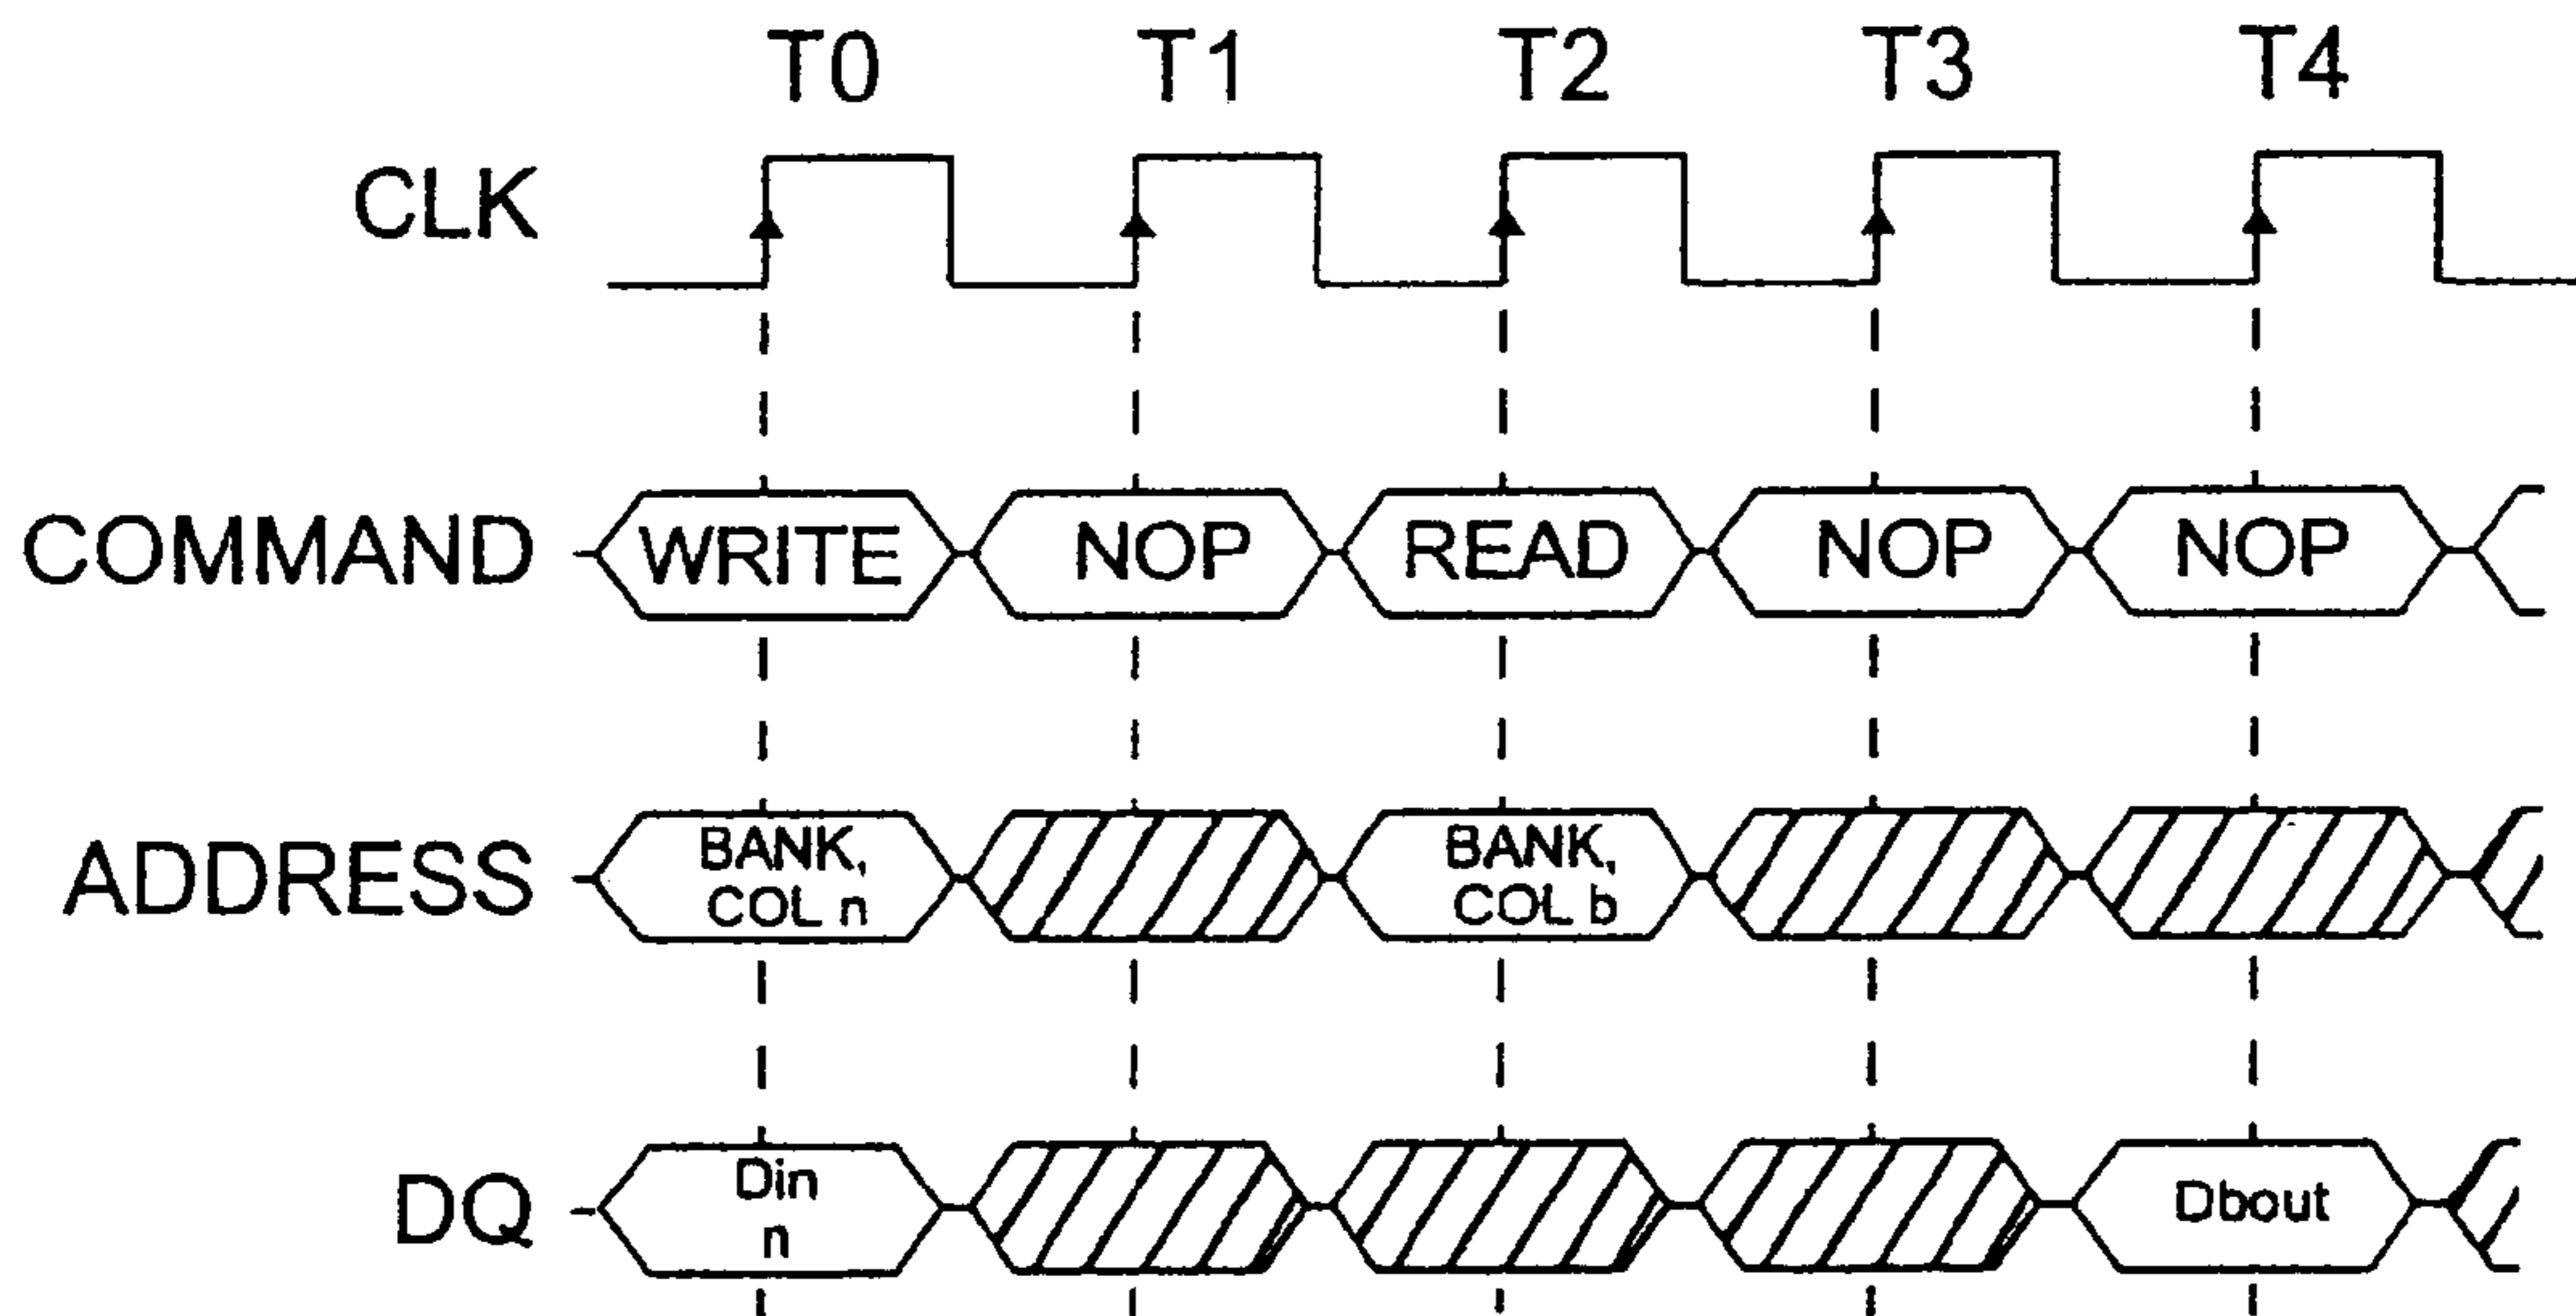 T0 T1 T2 T3 T4
CLK
COMMAND WRITE NOP READ NOP NOP
ADDRESS BANK, COL n BANK, COL b
DQ Din n Dbout